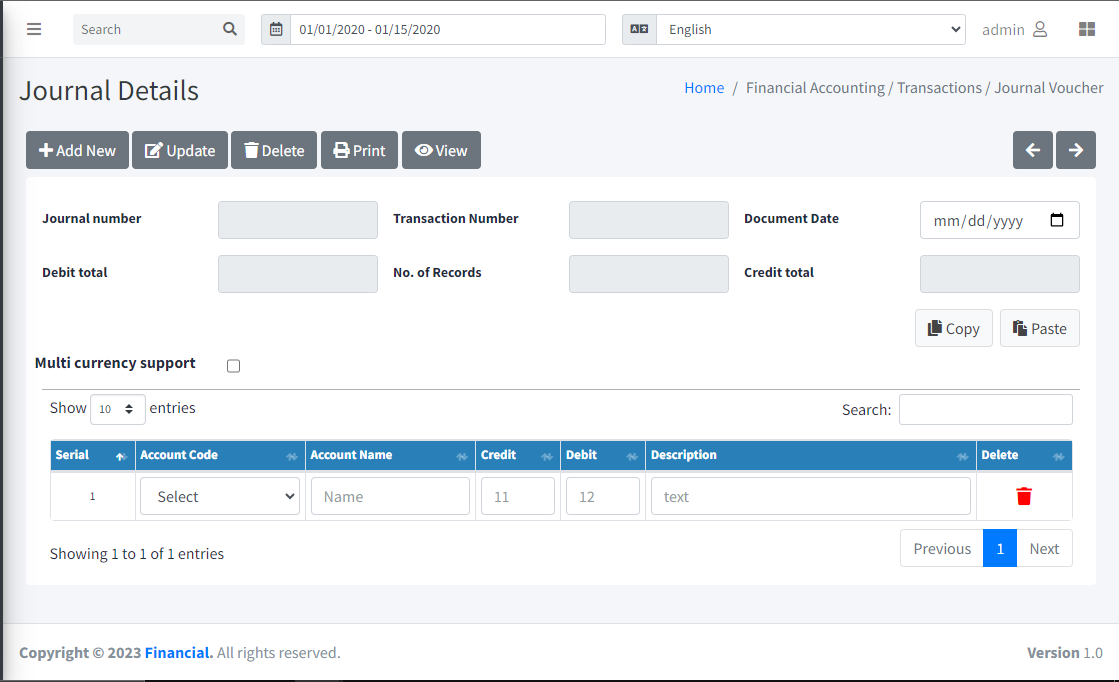 Search 01/01/2020 - 01/15/2020 English admin
Journal Details Home / Financial Accounting / Transactions / Journal Voucher
Add New Update Delete Print View
Journal number Transaction Number Document Date mm/dd/yyyy
Debit total No. of Records Credit total
Copy Paste
Multi currency support
Show 10 entries Search:
Serial Account Code Account Name Credit Debit Description Delete
1 Select Name 11 12 text
Showing 1 to 1 of 1 entries Previous 1 Next
Copyright © 2023 Financial. All rights reserved. Version 1.0